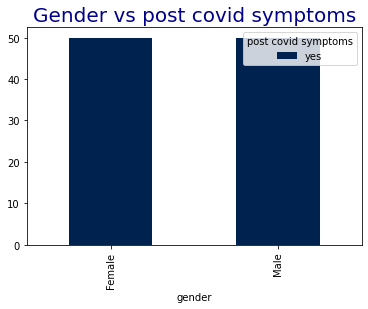 Gender vs post covid symptoms
post covid symptoms
yes
50
40
30
20
10
0
Female
Male
gender